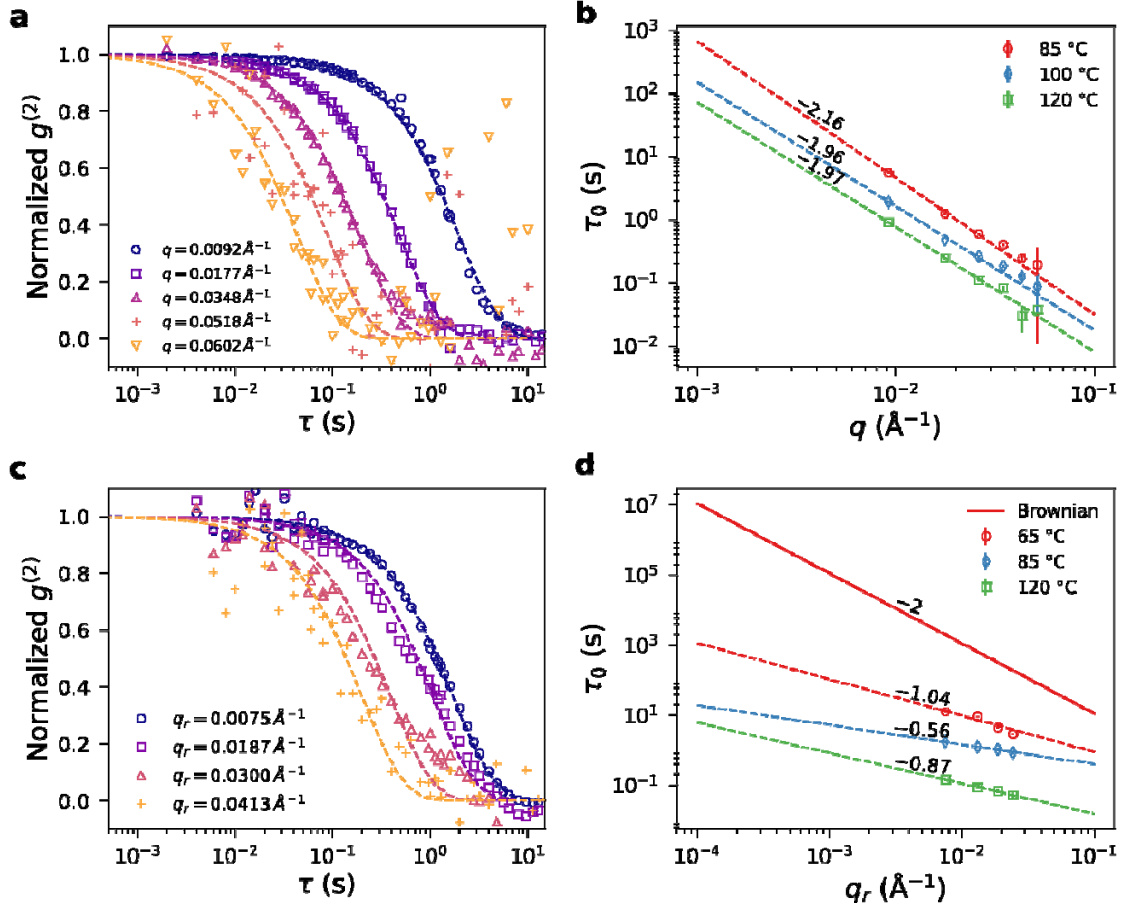 a
Normalized g⁽²⁾
1.0
0.8
0.6
0.4
0.2
0.0
q = 0.0092Å⁻¹
q = 0.0177Å⁻¹
q = 0.0348Å⁻¹
q = 0.0518Å⁻¹
q = 0.0602Å⁻¹
10⁻³ 10⁻² 10⁻¹ 10⁰ 10¹
τ (s)
b
τ₀ (s)
10³
10²
10¹
10⁰
10⁻¹
10⁻²
85 °C
100 °C
120 °C
−2.16
−1.96
−1.97
10⁻³ 10⁻² 10⁻¹
q (Å⁻¹)
c
Normalized g⁽²⁾
1.0
0.8
0.6
0.4
0.2
0.0
qᵣ = 0.0075Å⁻¹
qᵣ = 0.0187Å⁻¹
qᵣ = 0.0300Å⁻¹
qᵣ = 0.0413Å⁻¹
10⁻³ 10⁻² 10⁻¹ 10⁰ 10¹
τ (s)
d
τ₀ (s)
10⁷
10⁵
10³
10¹
10⁻¹
Brownian
65 °C
85 °C
120 °C
−2
−1.04
−0.56
−0.87
10⁻⁴ 10⁻³ 10⁻² 10⁻¹
qᵣ (Å⁻¹)